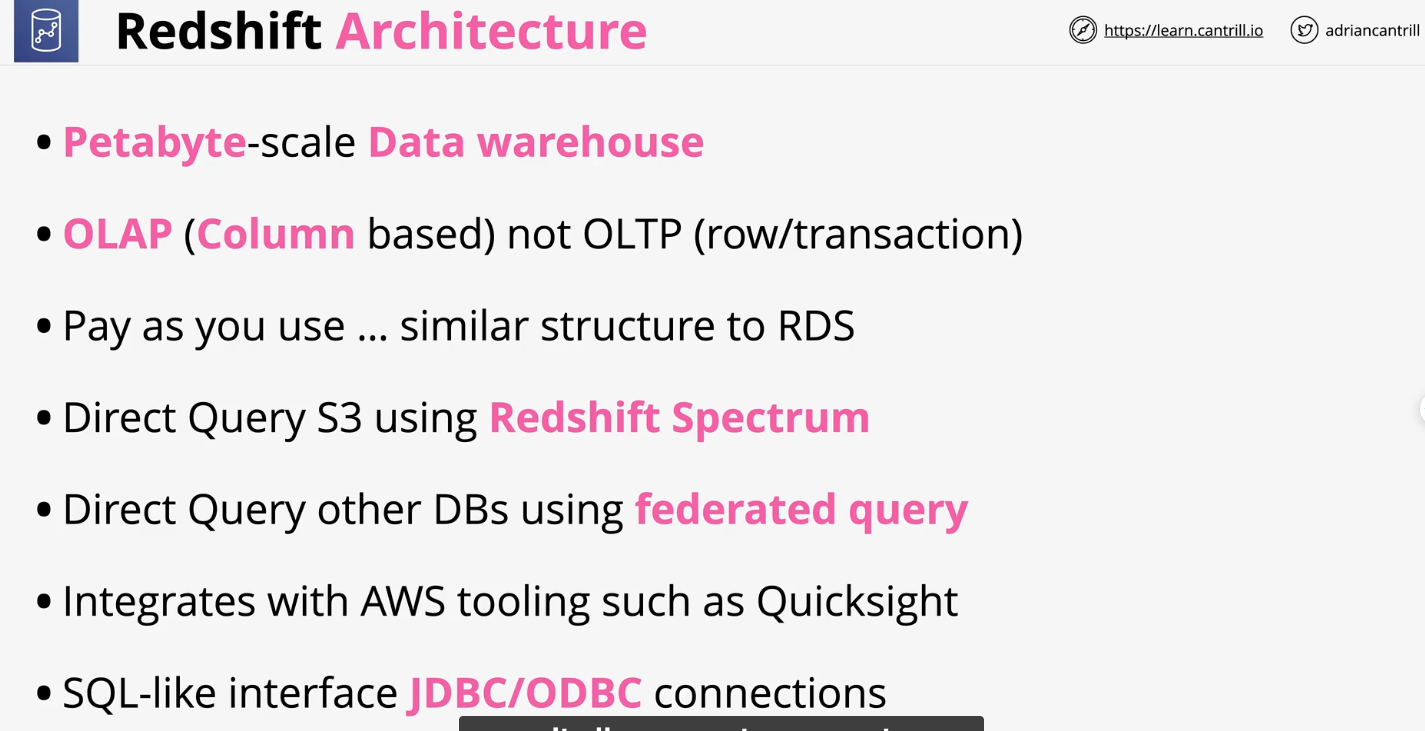 Redshift Architecture
https://learn.cantrill.io
adriancantrill
• Petabyte-scale Data warehouse
• OLAP (Column based) not OLTP (row/transaction)
• Pay as you use ... similar structure to RDS
• Direct Query S3 using Redshift Spectrum
• Direct Query other DBs using federated query
• Integrates with AWS tooling such as Quicksight
• SQL-like interface JDBC/ODBC connections